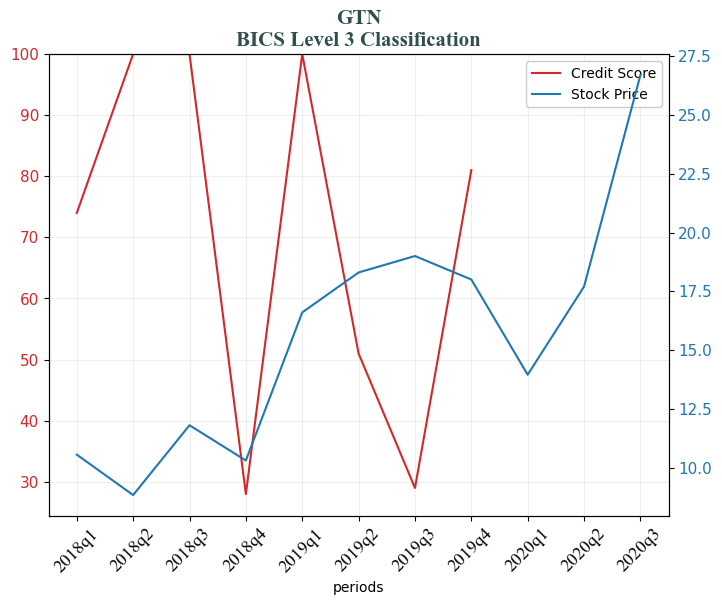 GTN
BICS Level 3 Classification
100
90
80
70
60
50
40
30
27.5
25.0
22.5
20.0
17.5
15.0
12.5
10.0
Credit Score
Stock Price
2018q1
2018q2
2018q3
2018q4
2019q1
2019q2
2019q3
2019q4
2020q1
2020q2
2020q3
periods